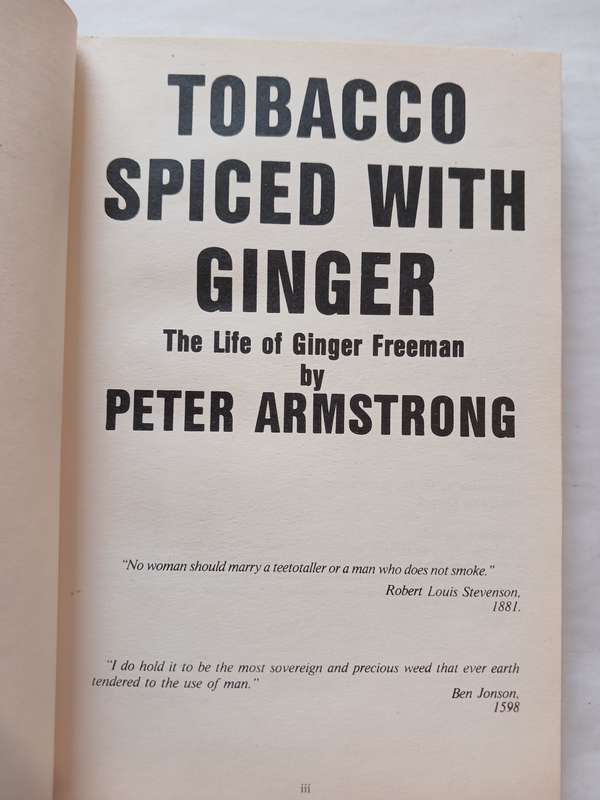 TOBACCO
SPICED WITH
GINGER
The Life of Ginger Freeman
by
PETER ARMSTRONG
"No woman should marry a teetotaller or a man who does not smoke."
Robert Louis Stevenson,
1881.
"I do hold it to be the most sovereign and precious weed that ever earth
tendered to the use of man."
Ben Jonson,
1598
iii